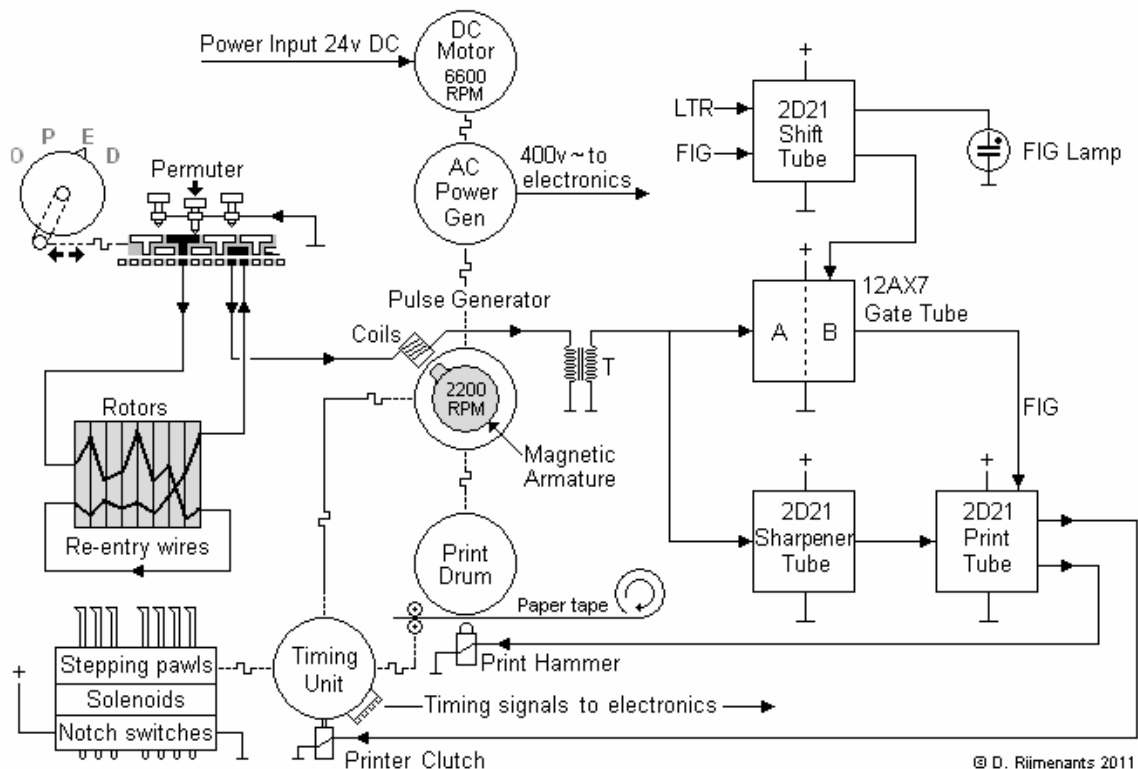 DC
Motor
6600
RPM
Power Input 24v DC
O P E D
Permuter
AC
Power
Gen
400v ~ to
electronics
LTR
FIG
2D21
Shift
Tube
+
FIG Lamp
Pulse Generator
Coils
2200
RPM
T
Magnetic
Armature
+
A B
12AX7
Gate Tube
FIG
Rotors
Re-entry wires
Print
Drum
Paper tape
+
2D21
Sharpener
Tube
+
2D21
Print
Tube
+
Stepping pawls
Solenoids
Notch switches
Timing
Unit
Print Hammer
Timing signals to electronics
Printer Clutch
© D. Rijmenants 2011